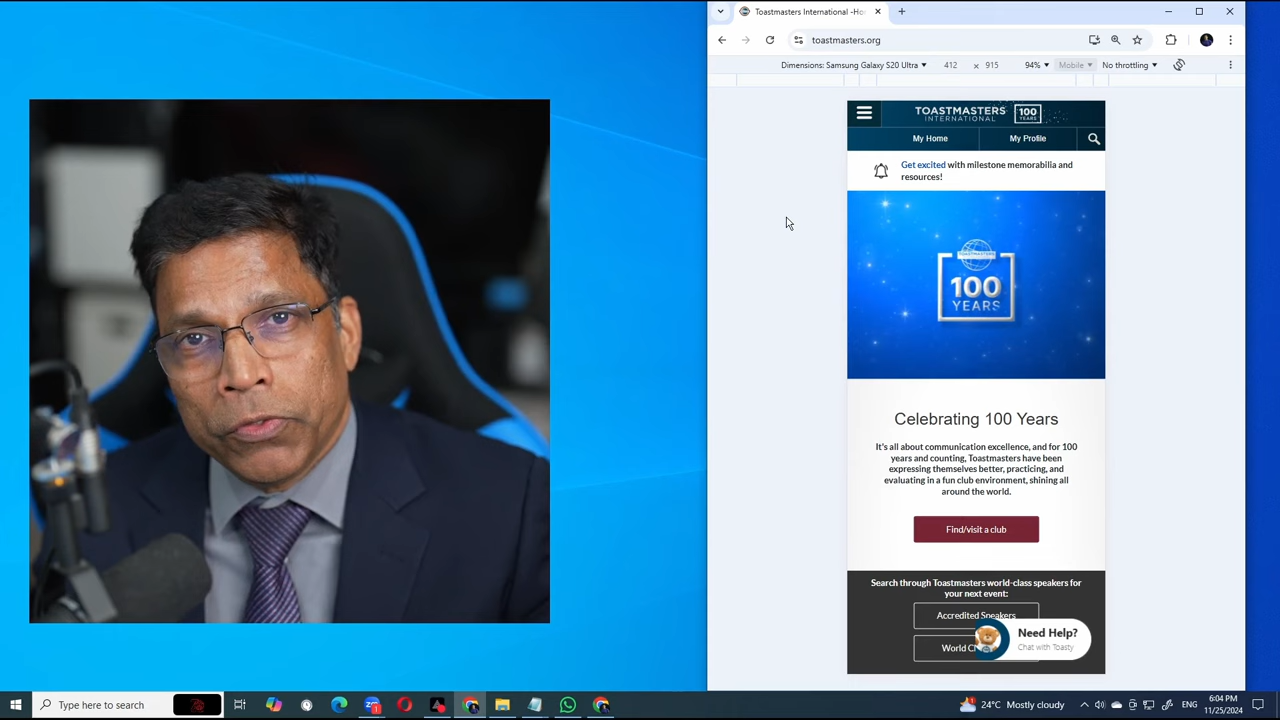 Toastmasters International -Ho
toastmasters.org
Dimensions: Samsung Galaxy S20 Ultra
412 × 915
94%
Mobile
No throttling
TOASTMASTERS
INTERNATIONAL
100
YEARS
My Home
My Profile
Get excited with milestone memorabilia and
resources!
TOASTMASTERS
100
YEARS
Celebrating 100 Years
It's all about communication excellence, and for 100
years and counting, Toastmasters have been
expressing themselves better, practicing, and
evaluating in a fun club environment, shining all
around the world.
Find/visit a club
Search through Toastmasters world-class speakers for
your next event:
Accredited Speakers
World C
Need Help?
Chat with Toasty
Type here to search
24°C Mostly cloudy
ENG
6:04 PM
11/25/2024